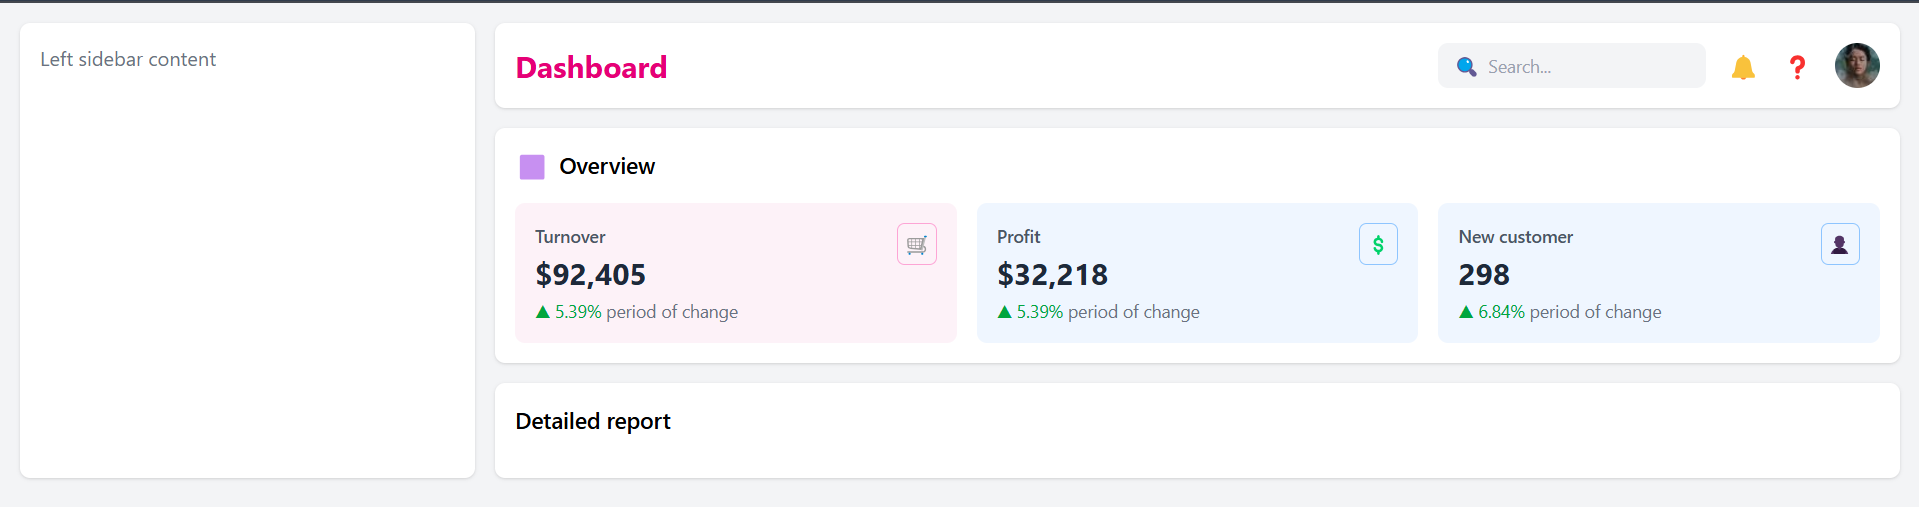 Left sidebar content
Dashboard
Search...
Overview
Turnover
$92,405
▲ 5.39% period of change
Profit
$32,218
▲ 5.39% period of change
New customer
298
▲ 6.84% period of change
Detailed report